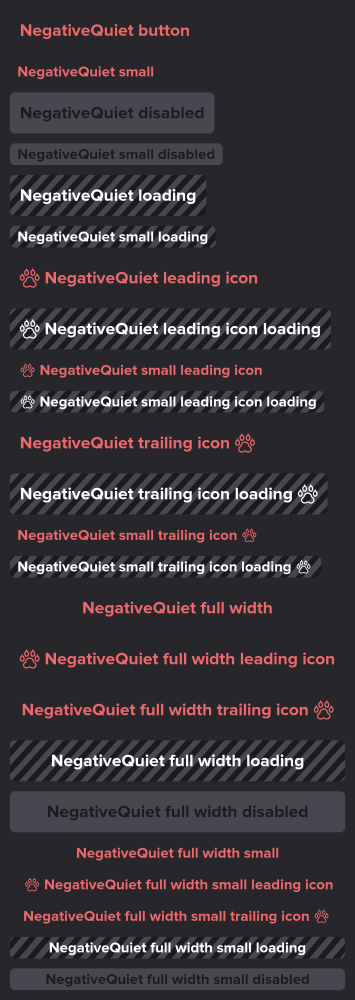 NegativeQuiet button
NegativeQuiet small
NegativeQuiet disabled
NegativeQuiet small disabled
NegativeQuiet loading
NegativeQuiet small loading
NegativeQuiet leading icon
NegativeQuiet leading icon loading
NegativeQuiet small leading icon
NegativeQuiet small leading icon loading
NegativeQuiet trailing icon
NegativeQuiet trailing icon loading
NegativeQuiet small trailing icon
NegativeQuiet small trailing icon loading
NegativeQuiet full width
NegativeQuiet full width leading icon
NegativeQuiet full width trailing icon
NegativeQuiet full width loading
NegativeQuiet full width disabled
NegativeQuiet full width small
NegativeQuiet full width small leading icon
NegativeQuiet full width small trailing icon
NegativeQuiet full width small loading
NegativeQuiet full width small disabled